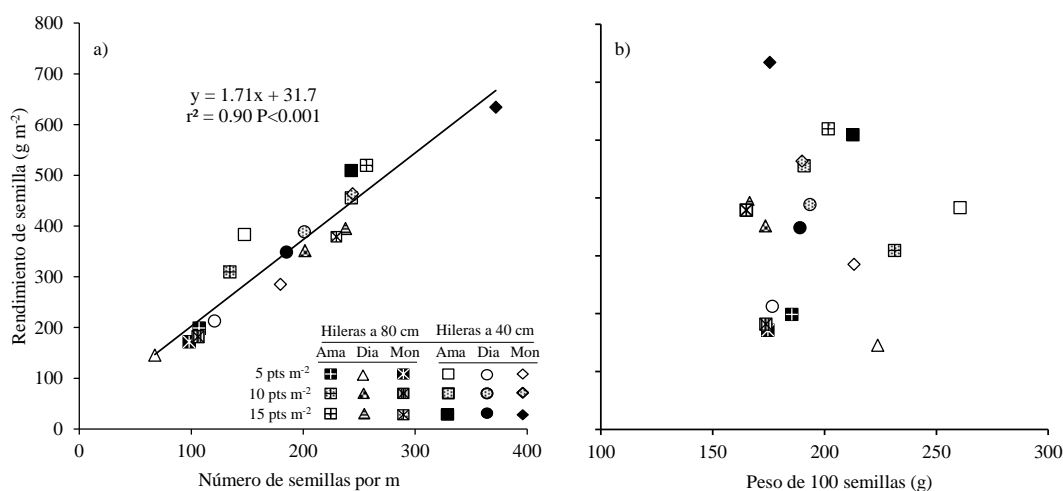 800
700
600
500
400
300
200
100
0
Rendimiento de semilla (g m-2)
a)
y = 1.71x + 31.7
r² = 0.90 P<0.001
Hileras a 80 cm Hileras a 40 cm
Ama Dia Mon Ama Dia Mon
5 pts m-2
10 pts m-2
15 pts m-2
0 100 200 300 400
Número de semillas por m
b)
100 150 200 250 300
Peso de 100 semillas (g)